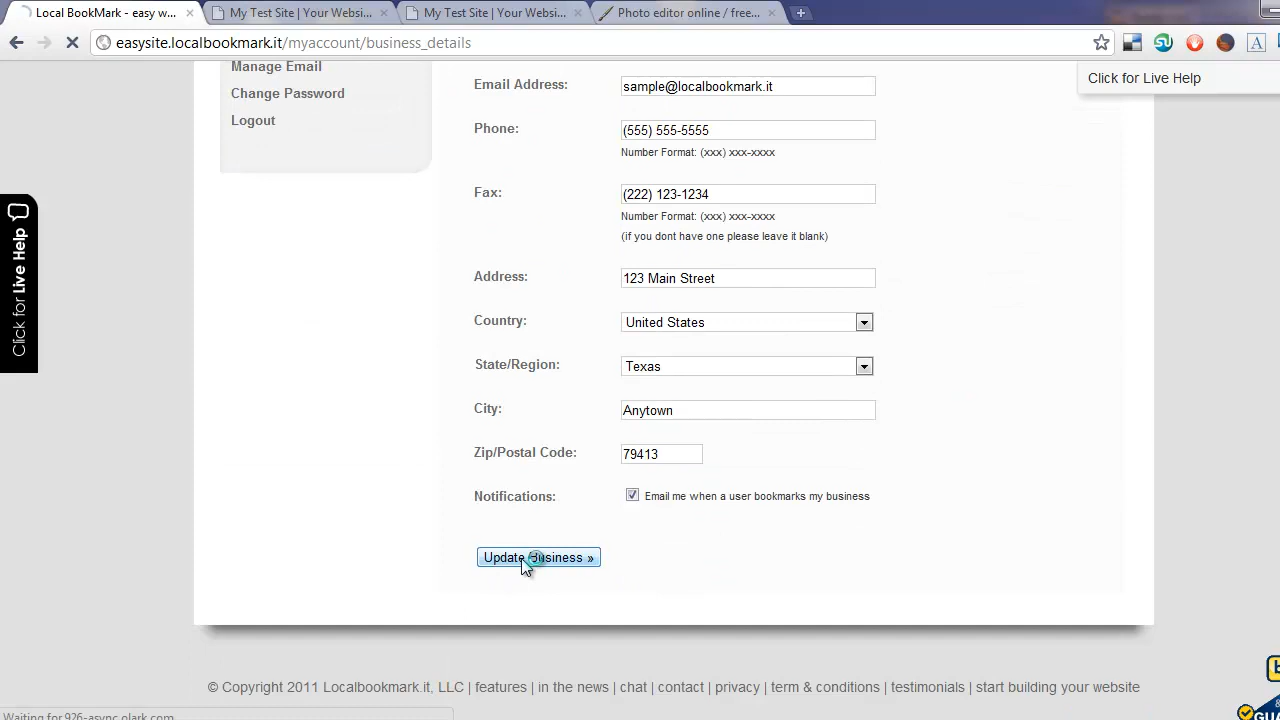 Local BookMark - easy w...
My Test Site | Your Websi...
My Test Site | Your Websi...
Photo editor online / free...
easysite.localbookmark.it/myaccount/business_details
Click for Live Help
Manage Email
Change Password
Logout
Email Address:
sample@localbookmark.it
Phone:
(555) 555-5555
Number Format: (xxx) xxx-xxxx
Fax:
(222) 123-1234
Number Format: (xxx) xxx-xxxx
(if you dont have one please leave it blank)
Address:
123 Main Street
Country:
United States
State/Region:
Texas
City:
Anytown
Zip/Postal Code:
79413
Notifications:
Email me when a user bookmarks my business
Update Business »
Click for Live Help
© Copyright 2011 Localbookmark.it, LLC | features | in the news | chat | contact | privacy | term & conditions | testimonials | start building your website
Waiting for 926-async.olark.com